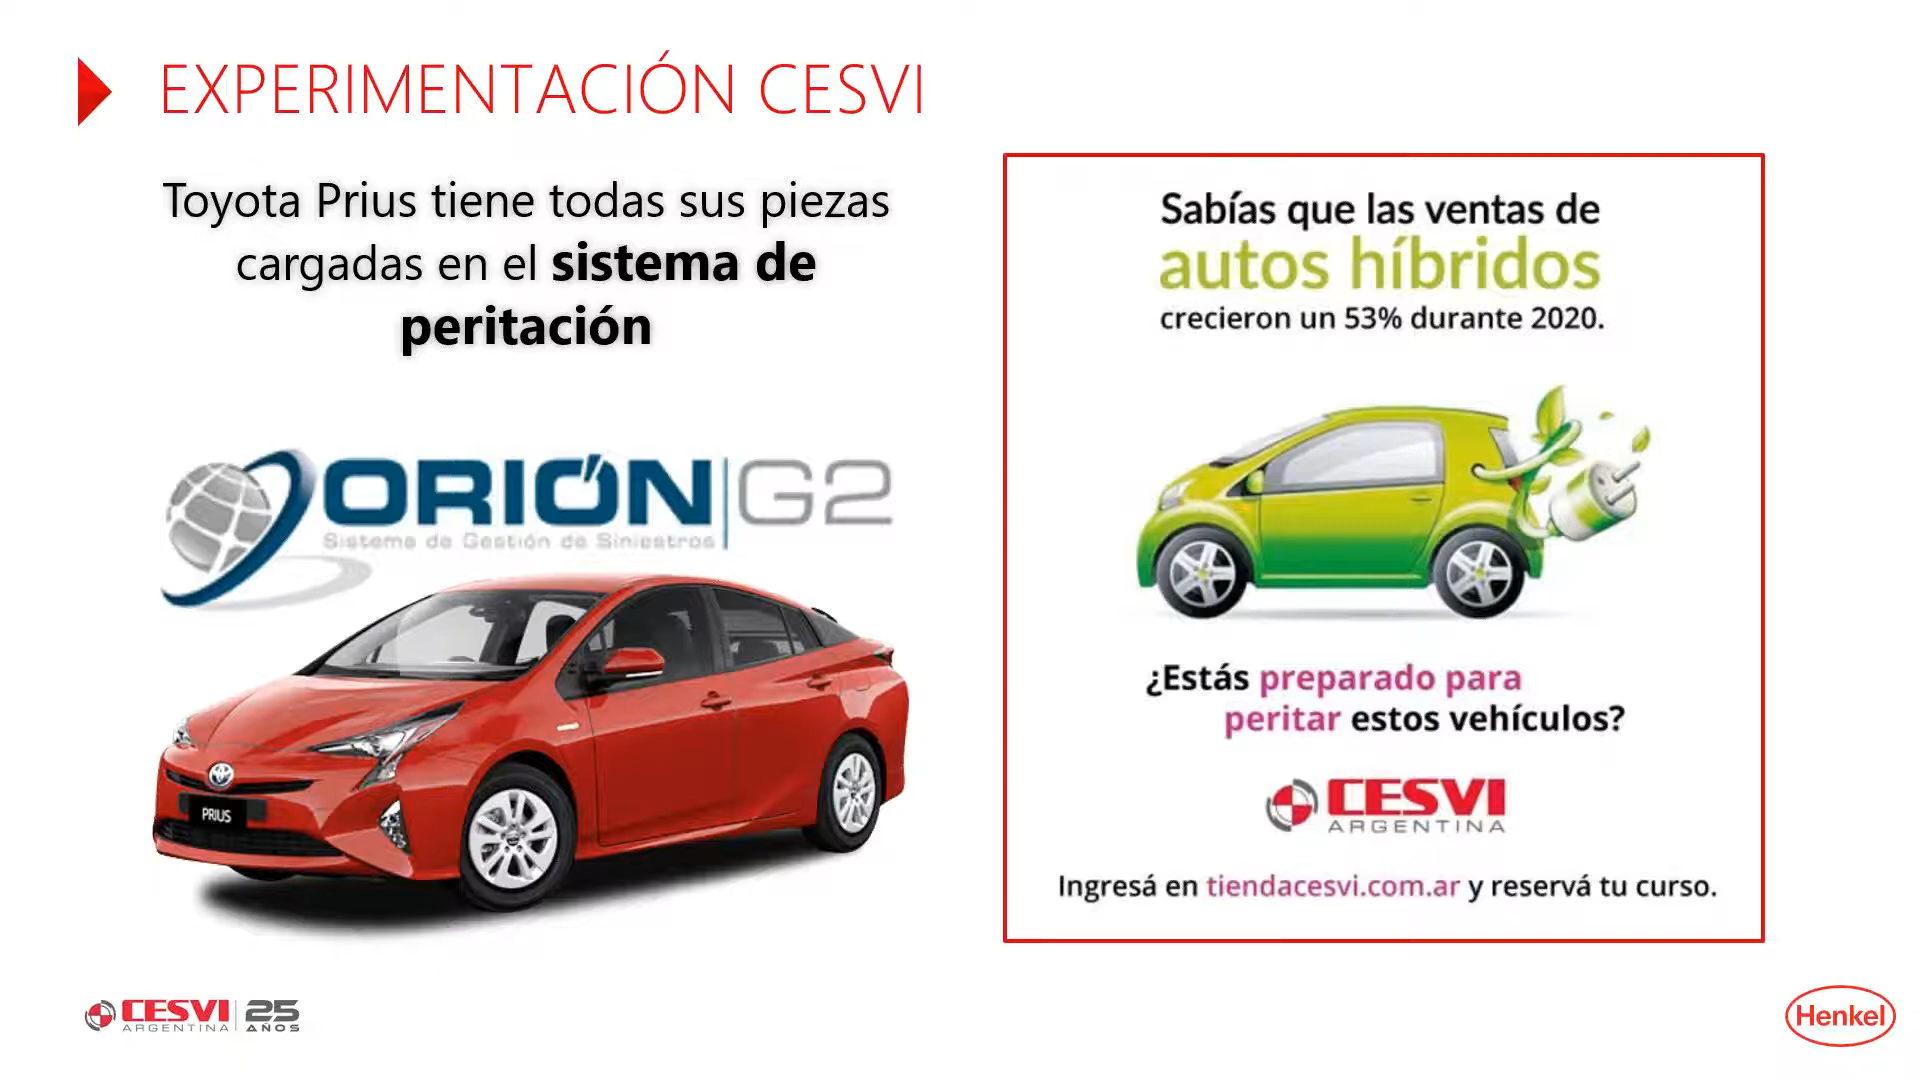 EXPERIMENTACIÓN CESVI
Toyota Prius tiene todas sus piezas
cargadas en el sistema de
peritación
ORIÓN G2
Sistema de Gestión de Siniestros
PRIUS
Sabías que las ventas de
autos híbridos
crecieron un 53% durante 2020.
¿Estás preparado para
peritar estos vehículos?
CESVI
ARGENTINA
Ingresá en tiendacesvi.com.ar y reservá tu curso.
CESVI 25
ARGENTINA AÑOS
Henkel